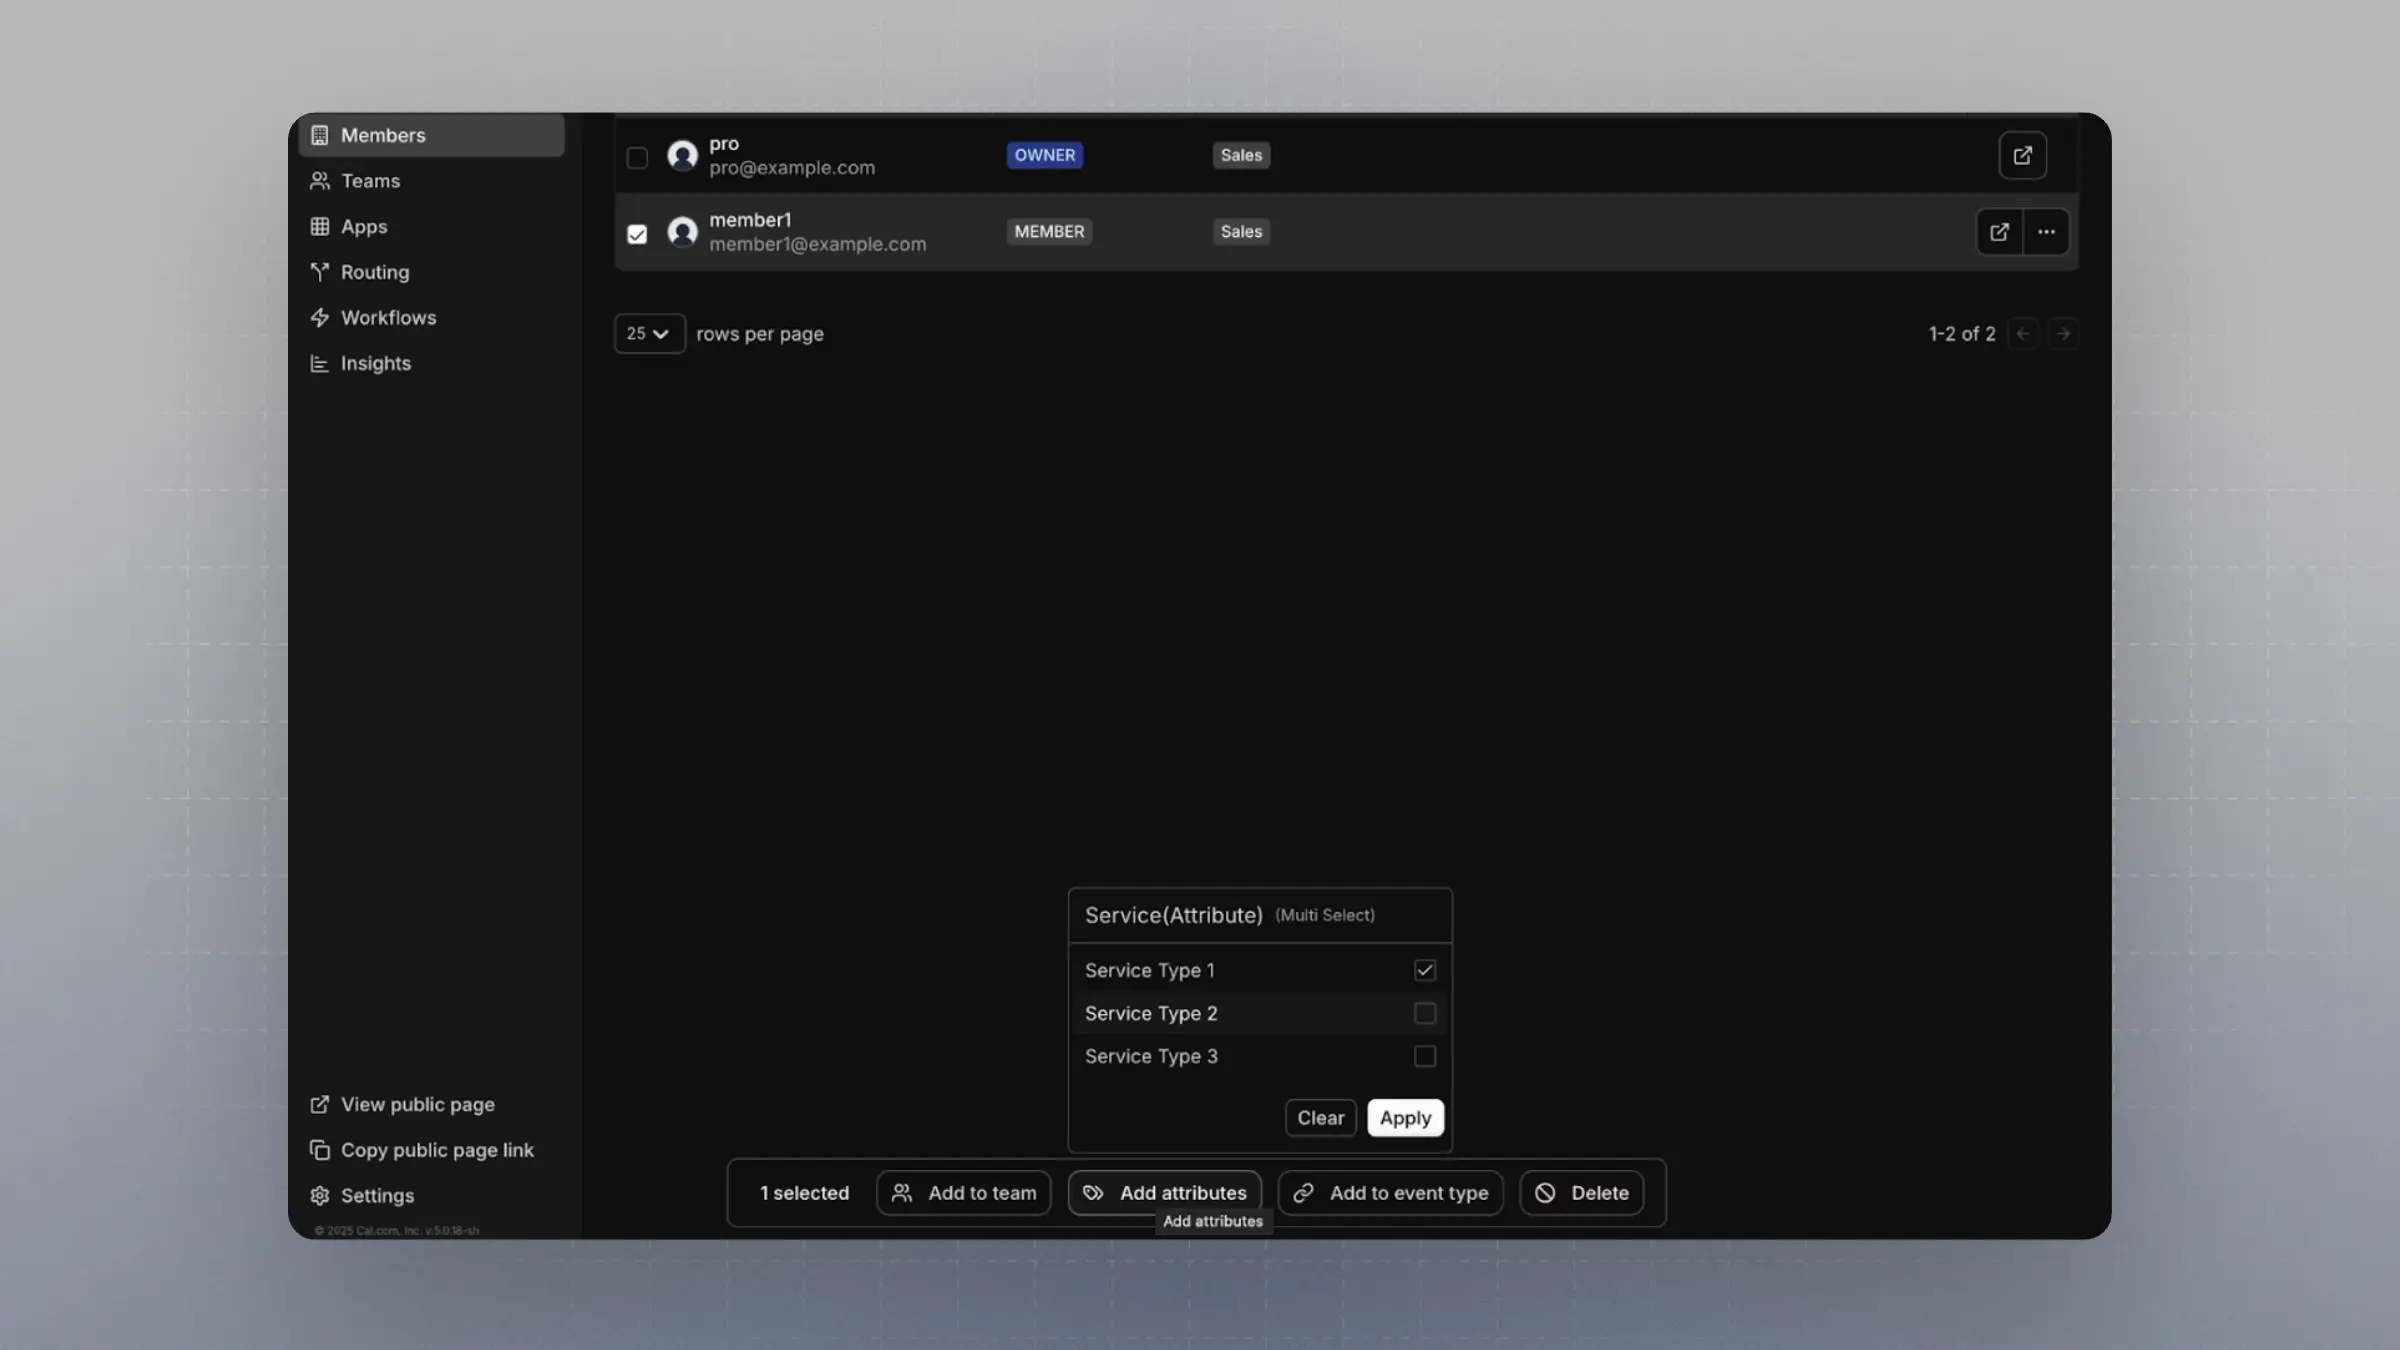 Members
Teams
Apps
Routing
Workflows
Insights
View public page
Copy public page link
Settings
© 2025 Cal.com, Inc. v.5.0.18-sh
pro
pro@example.com
OWNER
Sales
member1
member1@example.com
MEMBER
Sales
25
rows per page
1-2 of 2
Service(Attribute) (Multi Select)
Service Type 1
Service Type 2
Service Type 3
Clear
Apply
1 selected
Add to team
Add attributes
Add to event type
Delete
Add attributes